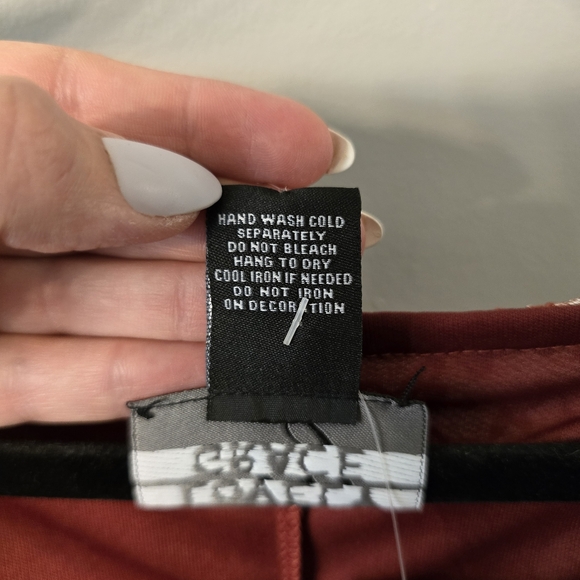 HAND WASH COLD
SEPARATELY
DO NOT BLEACH
HANG TO DRY
COOL IRON IF NEEDED
DO NOT IRON
ON DECORATION